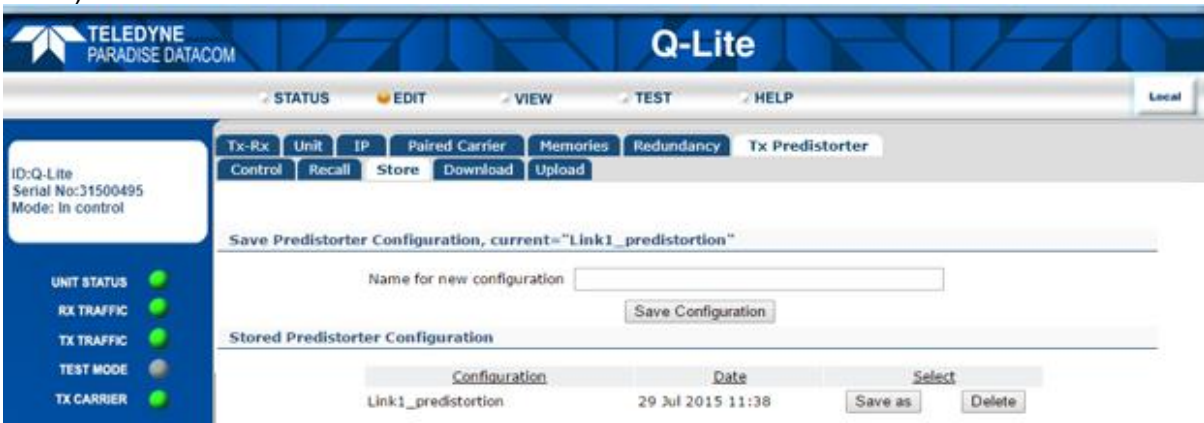 TELEDYNE
PARADISE DATACOM
Q-Lite
STATUS EDIT VIEW TEST HELP
Local
Tx-Rx Unit IP Paired Carrier Memories Redundancy Tx Predistorter
Control Recall Store Download Upload
ID:Q-Lite
Serial No:31500495
Mode: In control
Save Predistorter Configuration, current="Link1_predistortion"
Name for new configuration
Save Configuration
UNIT STATUS
RX TRAFFIC
TX TRAFFIC
TEST MODE
TX CARRIER
Stored Predistorter Configuration
Configuration Date Select
Link1_predistortion 29 Jul 2015 11:38 Save as Delete